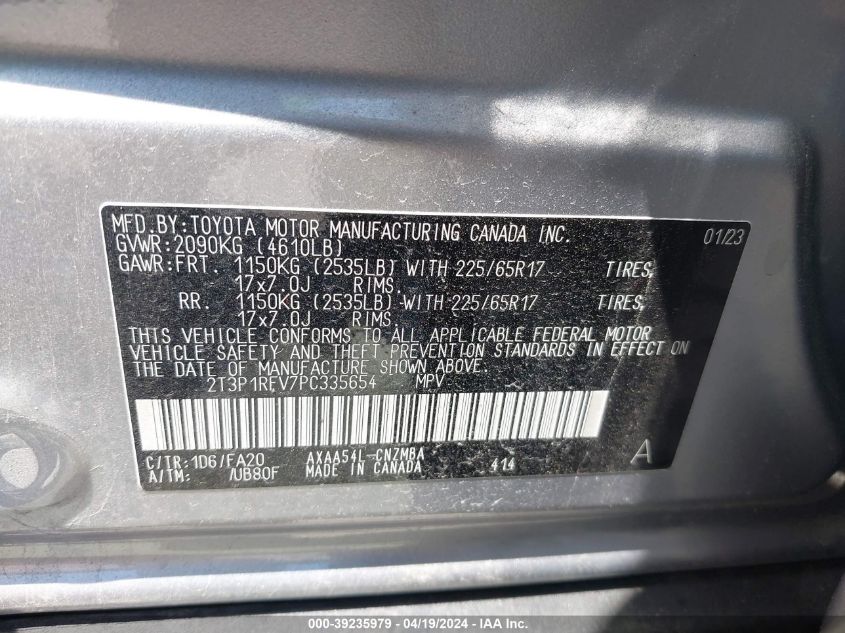 MFD.BY:TOYOTA MOTOR MANUFACTURING CANADA INC. 01/23
GVWR:2090KG (4610LB)
GAWR:FRT. 1150KG (2535LB) WITH 225/65R17 TIRES,
17x7.0J RIMS.
RR. 1150KG (2535LB) WITH 225/65R17 TIRES,
17x7.0J RIMS.
THIS VEHICLE CONFORMS TO ALL APPLICABLE FEDERAL MOTOR
VEHICLE SAFETY AND THEFT PREVENTION STANDARDS IN EFFECT ON
THE DATE OF MANUFACTURE SHOWN ABOVE.
2T3P1RFV7PC335654 MPV
C/TR:1D6/FA20 AXAA54L-CNZMBA A
A/TM: /UB80F MADE IN CANADA 414
000-39235979 - 04/19/2024 - IAA Inc.